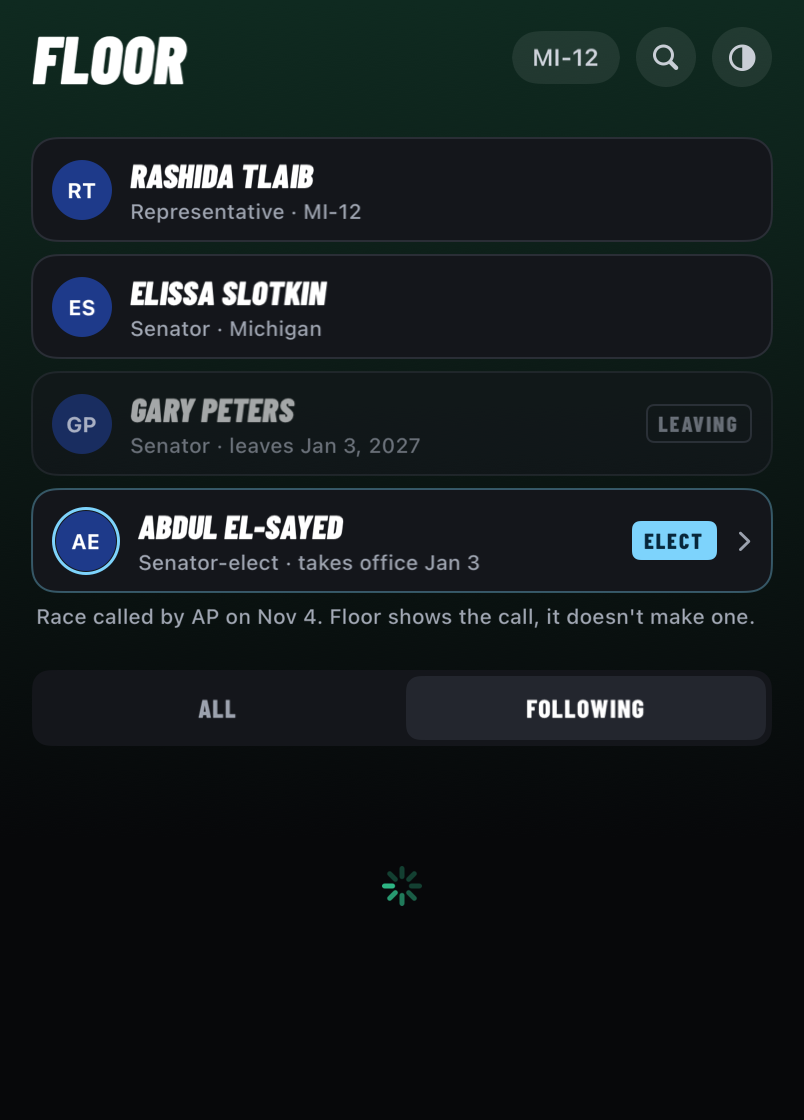 FLOOR
MI-12
RT
RASHIDA TLAIB
Representative · MI-12
ES
ELISSA SLOTKIN
Senator · Michigan
GP
GARY PETERS
Senator · leaves Jan 3, 2027
LEAVING
AE
ABDUL EL-SAYED
Senator-elect · takes office Jan 3
ELECT
Race called by AP on Nov 4. Floor shows the call, it doesn't make one.
ALL
FOLLOWING